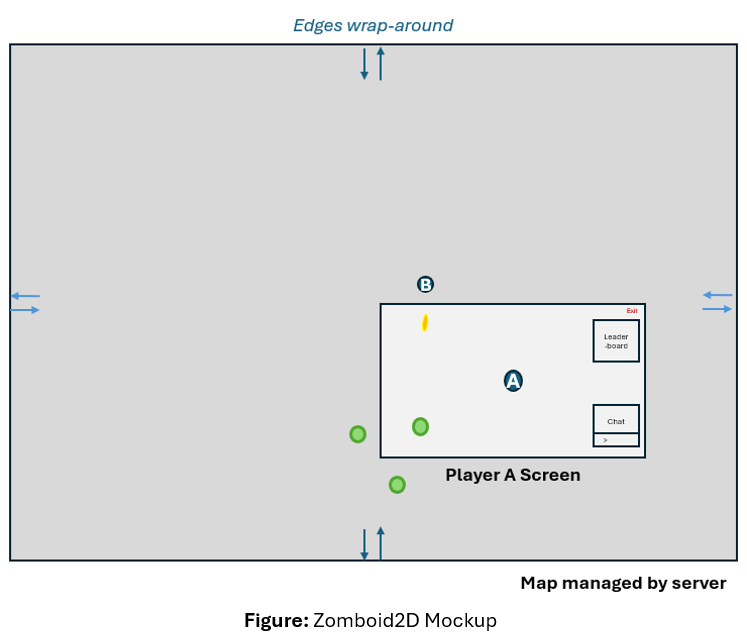 Edges wrap-around
B
Exit
Leader
-board
A
Chat
>
Player A Screen
Map managed by server
Figure: Zomboid2D Mockup